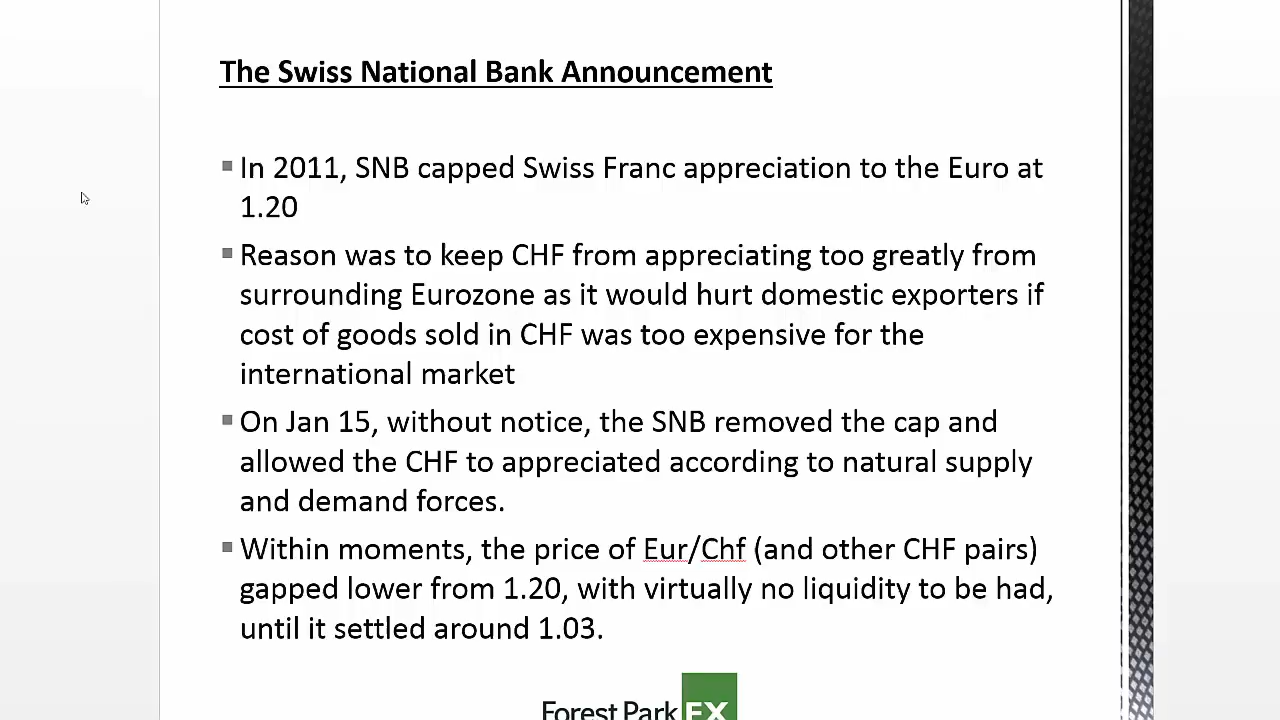 The Swiss National Bank Announcement
In 2011, SNB capped Swiss Franc appreciation to the Euro at
1.20
Reason was to keep CHF from appreciating too greatly from
surrounding Eurozone as it would hurt domestic exporters if
cost of goods sold in CHF was too expensive for the
international market
On Jan 15, without notice, the SNB removed the cap and
allowed the CHF to appreciated according to natural supply
and demand forces.
Within moments, the price of Eur/Chf (and other CHF pairs)
gapped lower from 1.20, with virtually no liquidity to be had,
until it settled around 1.03.
Forest Park FX